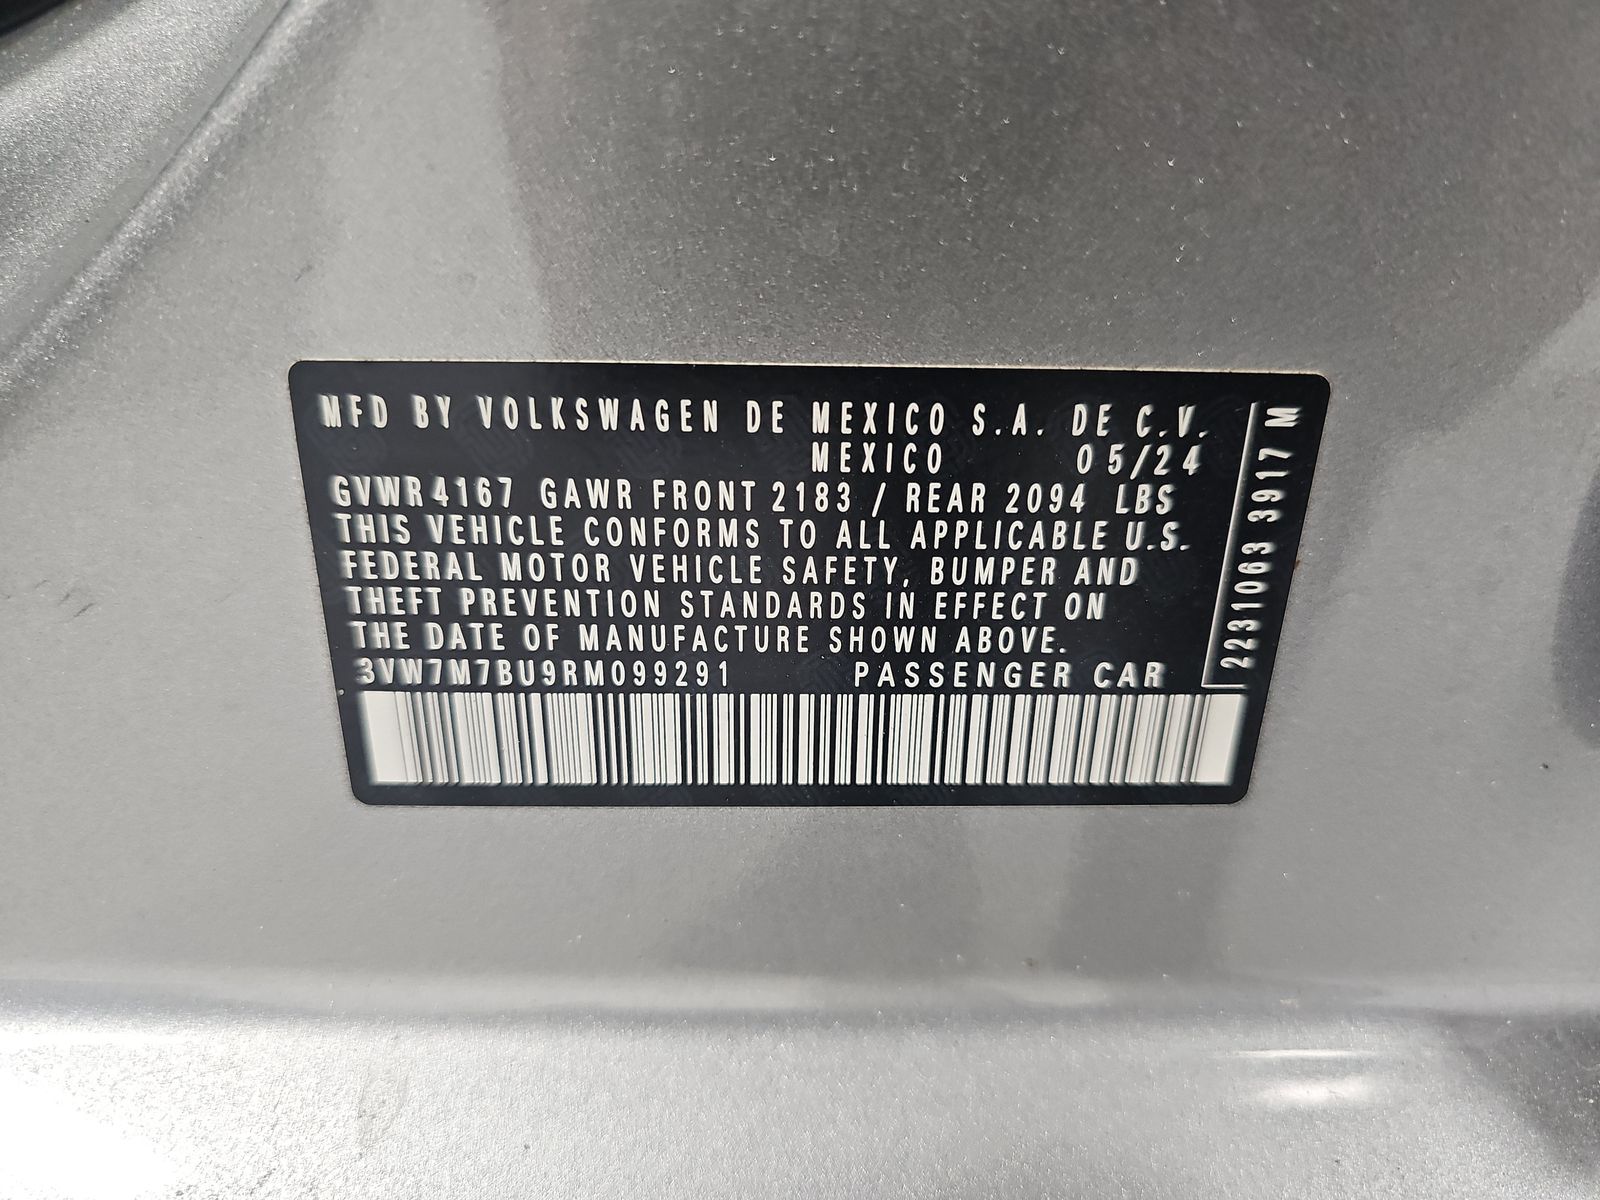 MFD BY VOLKSWAGEN DE MEXICO S.A. DE C.V.
MEXICO 05/24
GVWR 4167 GAWR FRONT 2183 / REAR 2094 LBS
THIS VEHICLE CONFORMS TO ALL APPLICABLE U.S.
FEDERAL MOTOR VEHICLE SAFETY, BUMPER AND
THEFT PREVENTION STANDARDS IN EFFECT ON
THE DATE OF MANUFACTURE SHOWN ABOVE.
3VW7M7BU9RM099291 PASSENGER CAR
2231063 3917 M